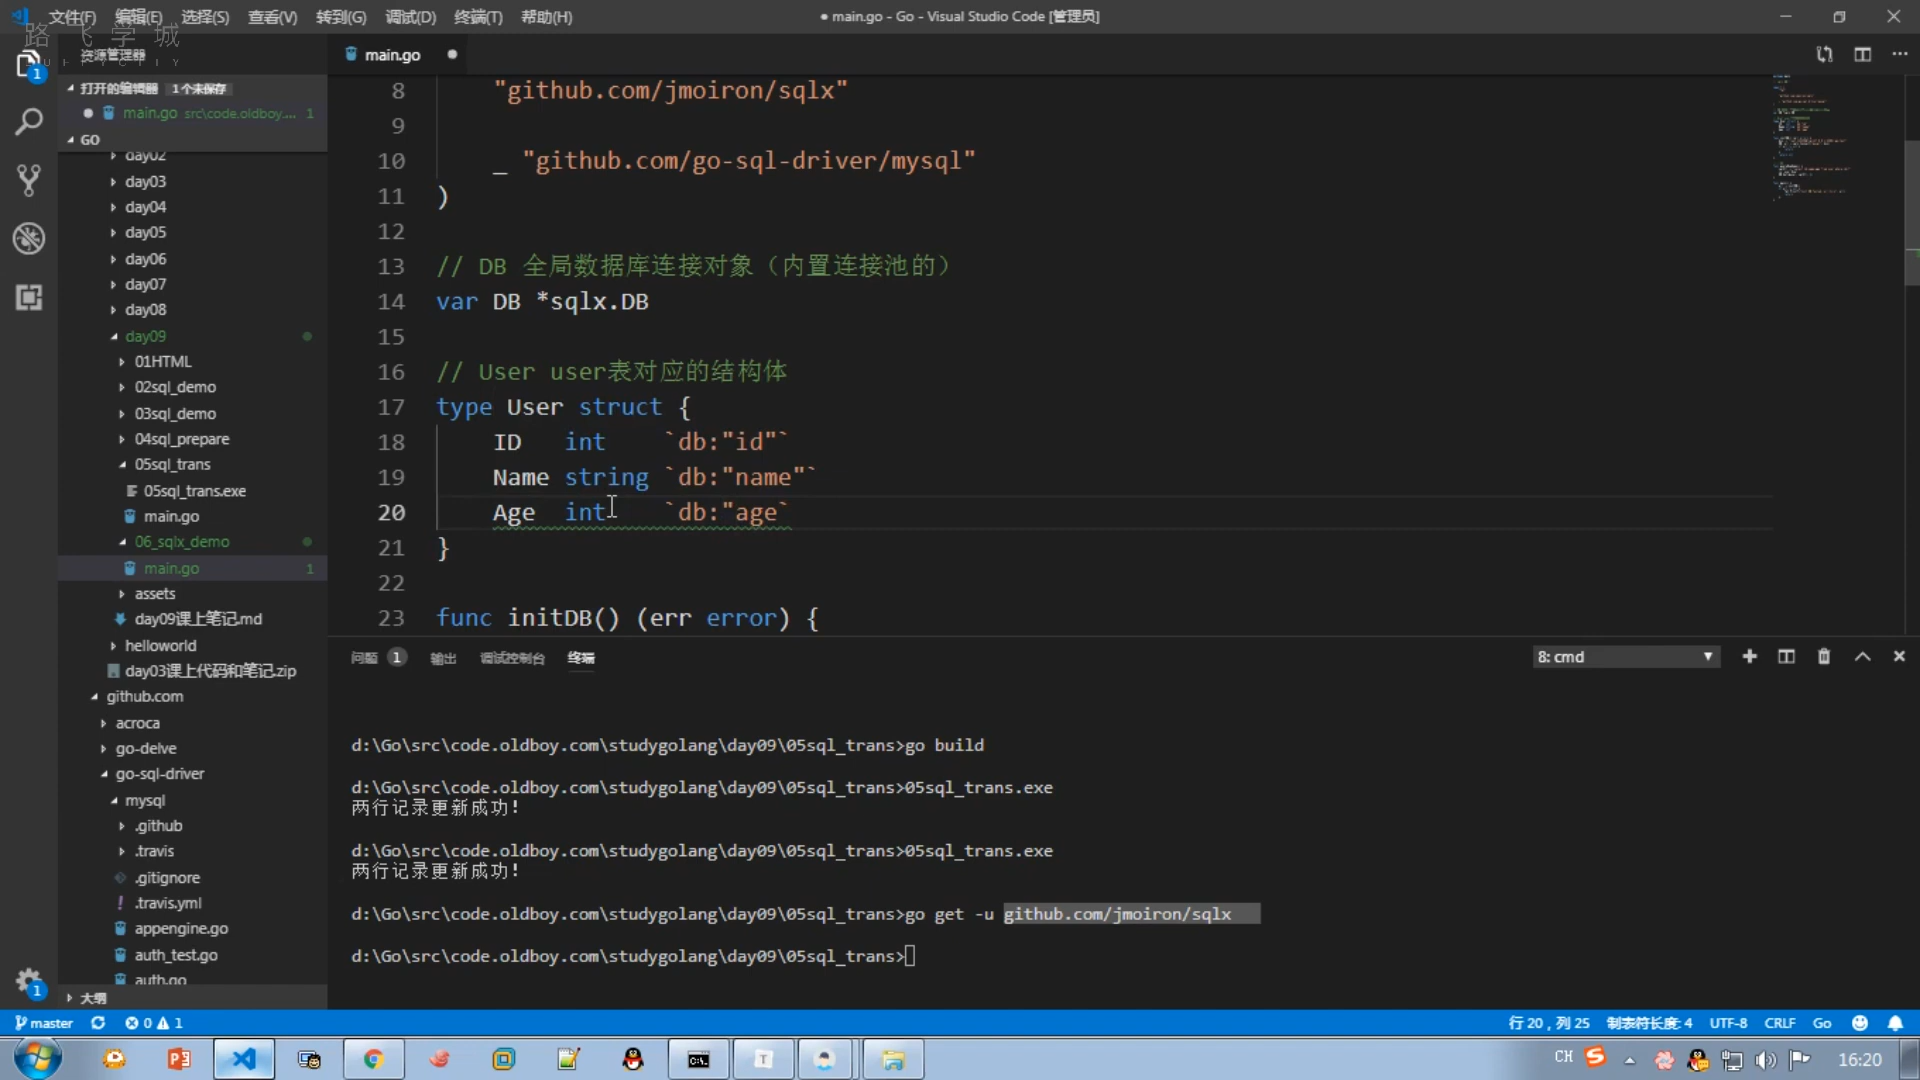 文件(F) 编辑(E) 选择(S) 查看(V) 转到(G) 调试(D) 终端(T) 帮助(H)
● main.go - Go - Visual Studio Code [管理员]
路飞学城
资源管理器
打开的编辑器 1 个未保存
main.go src\code.oldboy.... 1
GO
day02
day03
day04
day05
day06
day07
day08
day09
01HTML
02sql_demo
03sql_demo
04sql_prepare
05sql_trans
05sql_trans.exe
main.go
06_sqlx_demo
main.go 1
assets
day09课上笔记.md
helloworld
day03课上代码和笔记.zip
github.com
acroca
go-delve
go-sql-driver
mysql
.github
.travis
.gitignore
.travis.yml
appengine.go
auth_test.go
auth.go
大纲
main.go
8 "github.com/jmoiron/sqlx"
9
10 _ "github.com/go-sql-driver/mysql"
11 )
12
13 // DB 全局数据库连接对象（内置连接池的）
14 var DB *sqlx.DB
15
16 // User user表对应的结构体
17 type User struct {
18 ID int `db:"id"`
19 Name string `db:"name"`
20 Age int `db:"age`
21 }
22
23 func initDB() (err error) {
问题 1 输出 调试控制台 终端
8: cmd
d:\Go\src\code.oldboy.com\studygolang\day09\05sql_trans>go build
d:\Go\src\code.oldboy.com\studygolang\day09\05sql_trans>05sql_trans.exe
两行记录更新成功!
d:\Go\src\code.oldboy.com\studygolang\day09\05sql_trans>05sql_trans.exe
两行记录更新成功!
d:\Go\src\code.oldboy.com\studygolang\day09\05sql_trans>go get -u github.com/jmoiron/sqlx
d:\Go\src\code.oldboy.com\studygolang\day09\05sql_trans>
master 0 1
行 20，列 25 制表符长度: 4 UTF-8 CRLF Go
CH 16:20